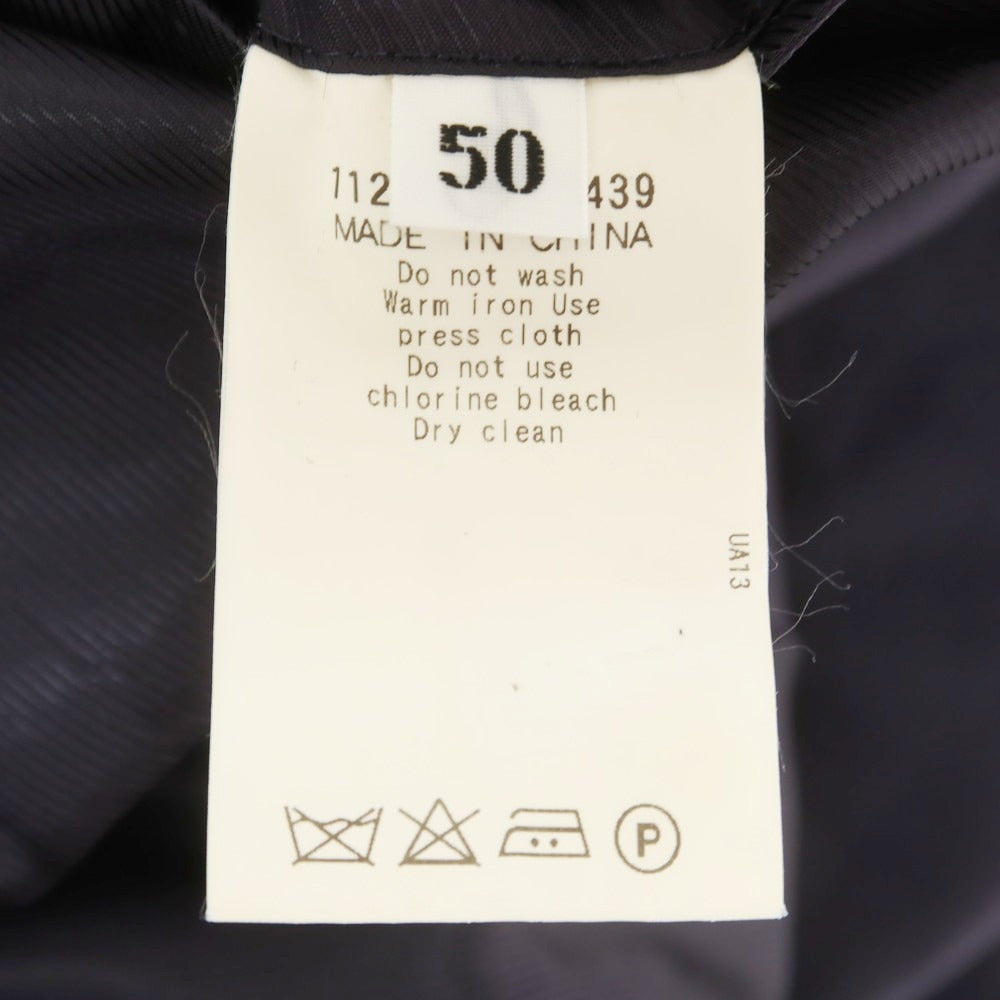 50
112 439
MADE IN CHINA
Do not wash
Warm iron Use
press cloth
Do not use
chlorine bleach
Dry clean
UA13
P